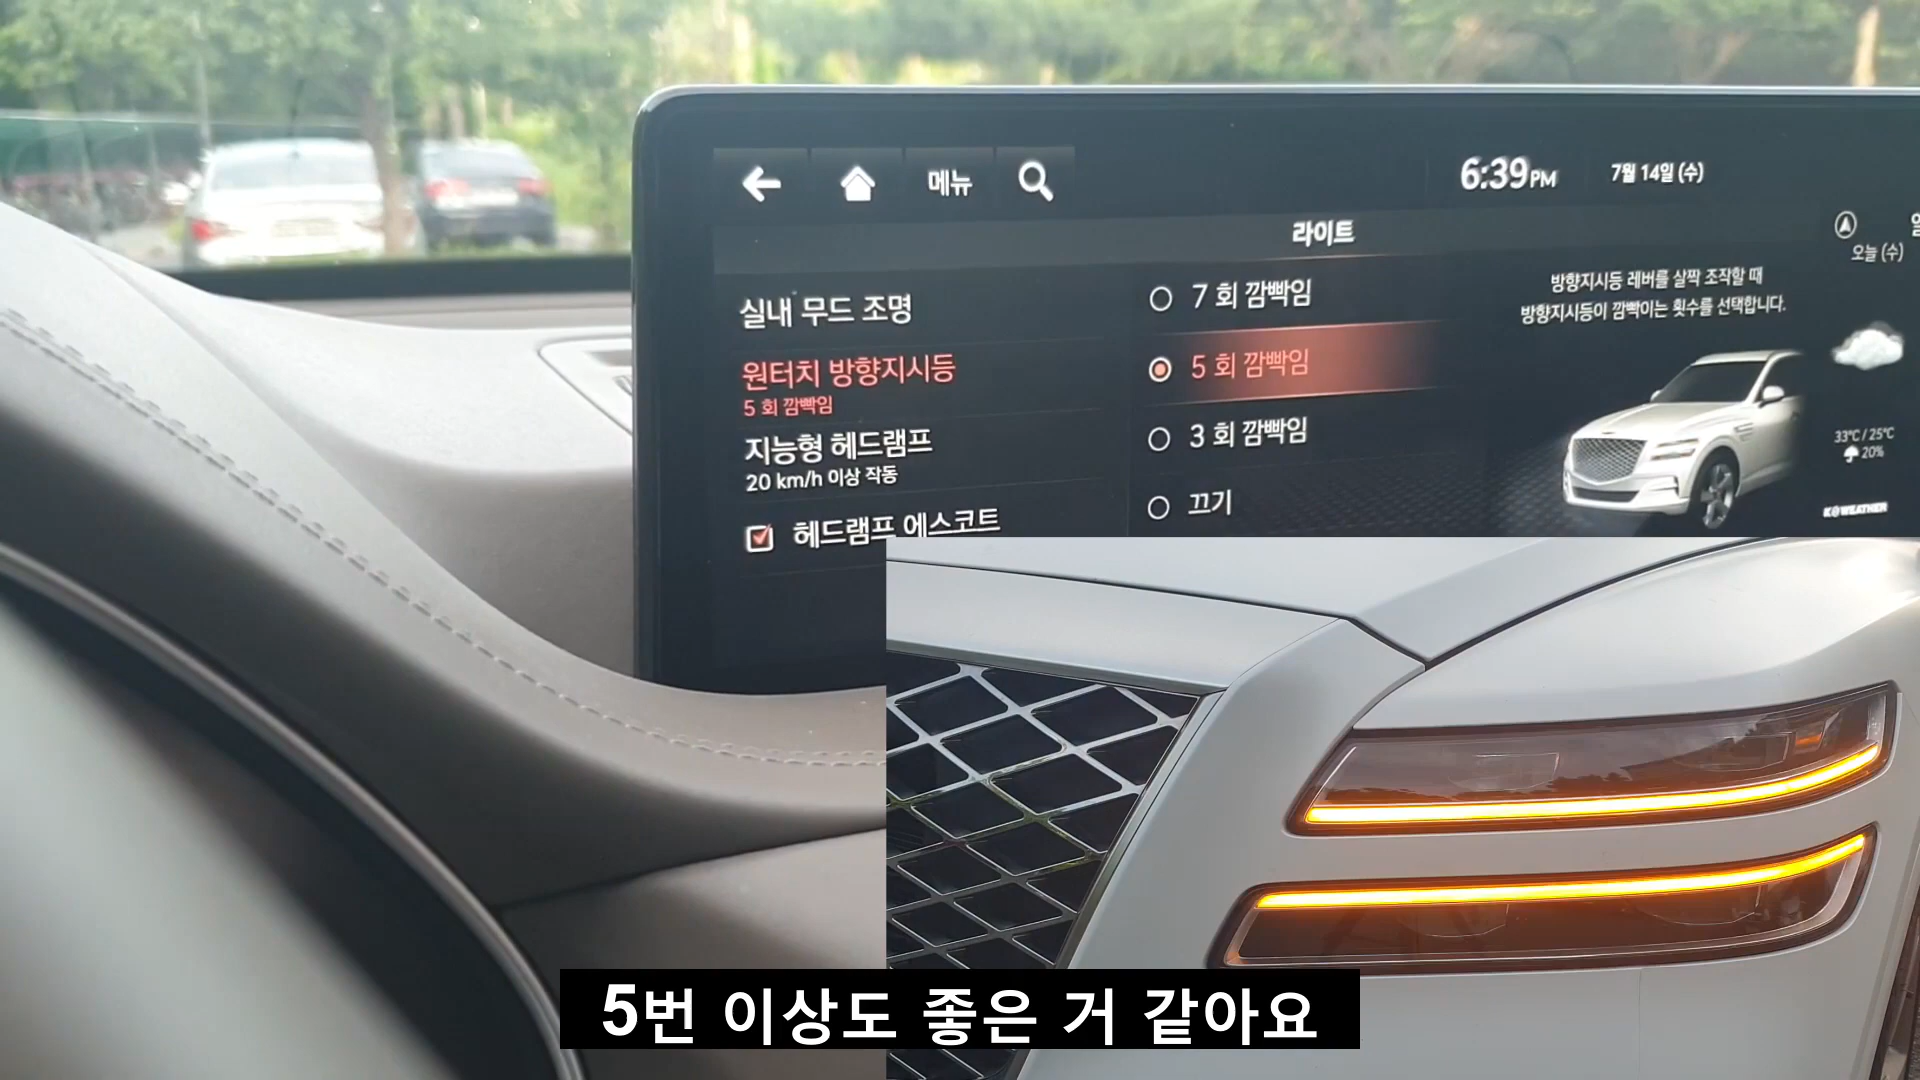 메뉴
6:39PM
7월 14일 (수)
라이트
실내 무드 조명
원터치 방향지시등
5 회 깜빡임
지능형 헤드램프
20 km/h 이상 작동
헤드램프 에스코트
7 회 깜빡임
5 회 깜빡임
3 회 깜빡임
끄기
방향지시등 레버를 살짝 조작할 때
방향지시등이 깜빡이는 횟수를 선택합니다.
오늘 (수)
33°C / 25°C
20%
K@WEATHER
5번 이상도 좋은 거 같아요